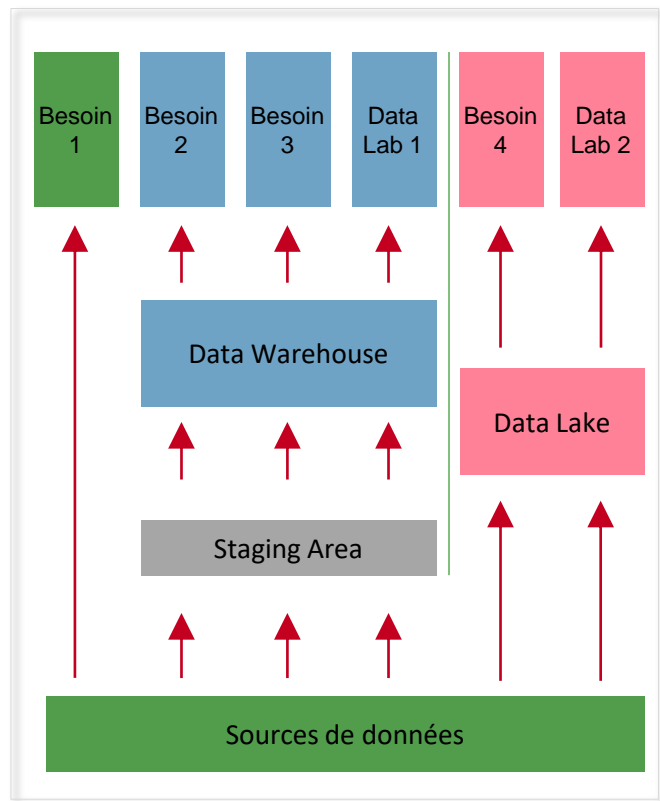 Besoin
1
Besoin
2
Besoin
3
Data
Lab 1
Besoin
4
Data
Lab 2
Data Warehouse
Data Lake
Staging Area
Sources de données